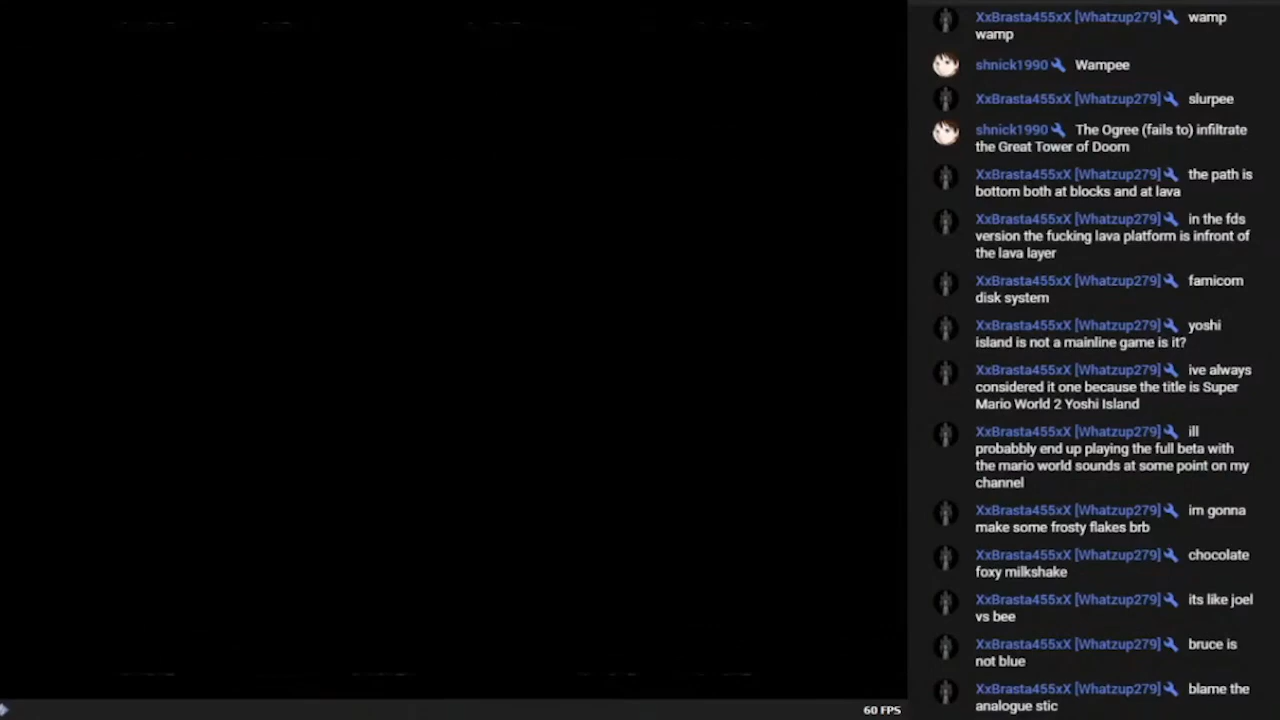 XxBrasta455xX [Whatzup279] wamp
wamp
shnick1990 Wampee
XxBrasta455xX [Whatzup279] slurpee
shnick1990 The Ogree (fails to) infiltrate
the Great Tower of Doom
XxBrasta455xX [Whatzup279] the path is
bottom both at blocks and at lava
XxBrasta455xX [Whatzup279] in the fds
version the fucking lava platform is infront of
the lava layer
XxBrasta455xX [Whatzup279] famicom
disk system
XxBrasta455xX [Whatzup279] yoshi
island is not a mainline game is it?
XxBrasta455xX [Whatzup279] ive always
considered it one because the title is Super
Mario World 2 Yoshi Island
XxBrasta455xX [Whatzup279] ill
probabbly end up playing the full beta with
the mario world sounds at some point on my
channel
XxBrasta455xX [Whatzup279] im gonna
make some frosty flakes brb
XxBrasta455xX [Whatzup279] chocolate
foxy milkshake
XxBrasta455xX [Whatzup279] its like joel
vs bee
XxBrasta455xX [Whatzup279] bruce is
not blue
XxBrasta455xX [Whatzup279] blame the
analogue stic
60 FPS